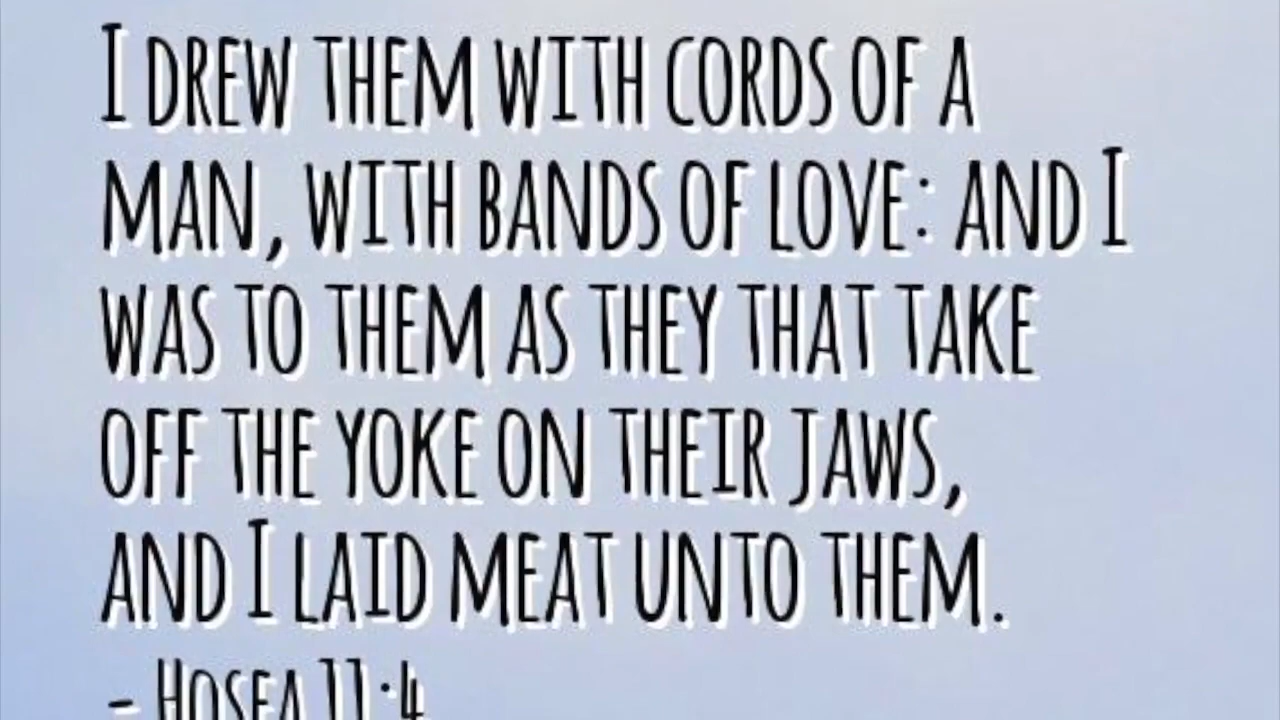 I DREW THEM WITH CORDS OF A
MAN, WITH BANDS OF LOVE: AND I
WAS TO THEM AS THEY THAT TAKE
OFF THE YOKE ON THEIR JAWS,
AND I LAID MEAT UNTO THEM.
- HOSEA 11:4